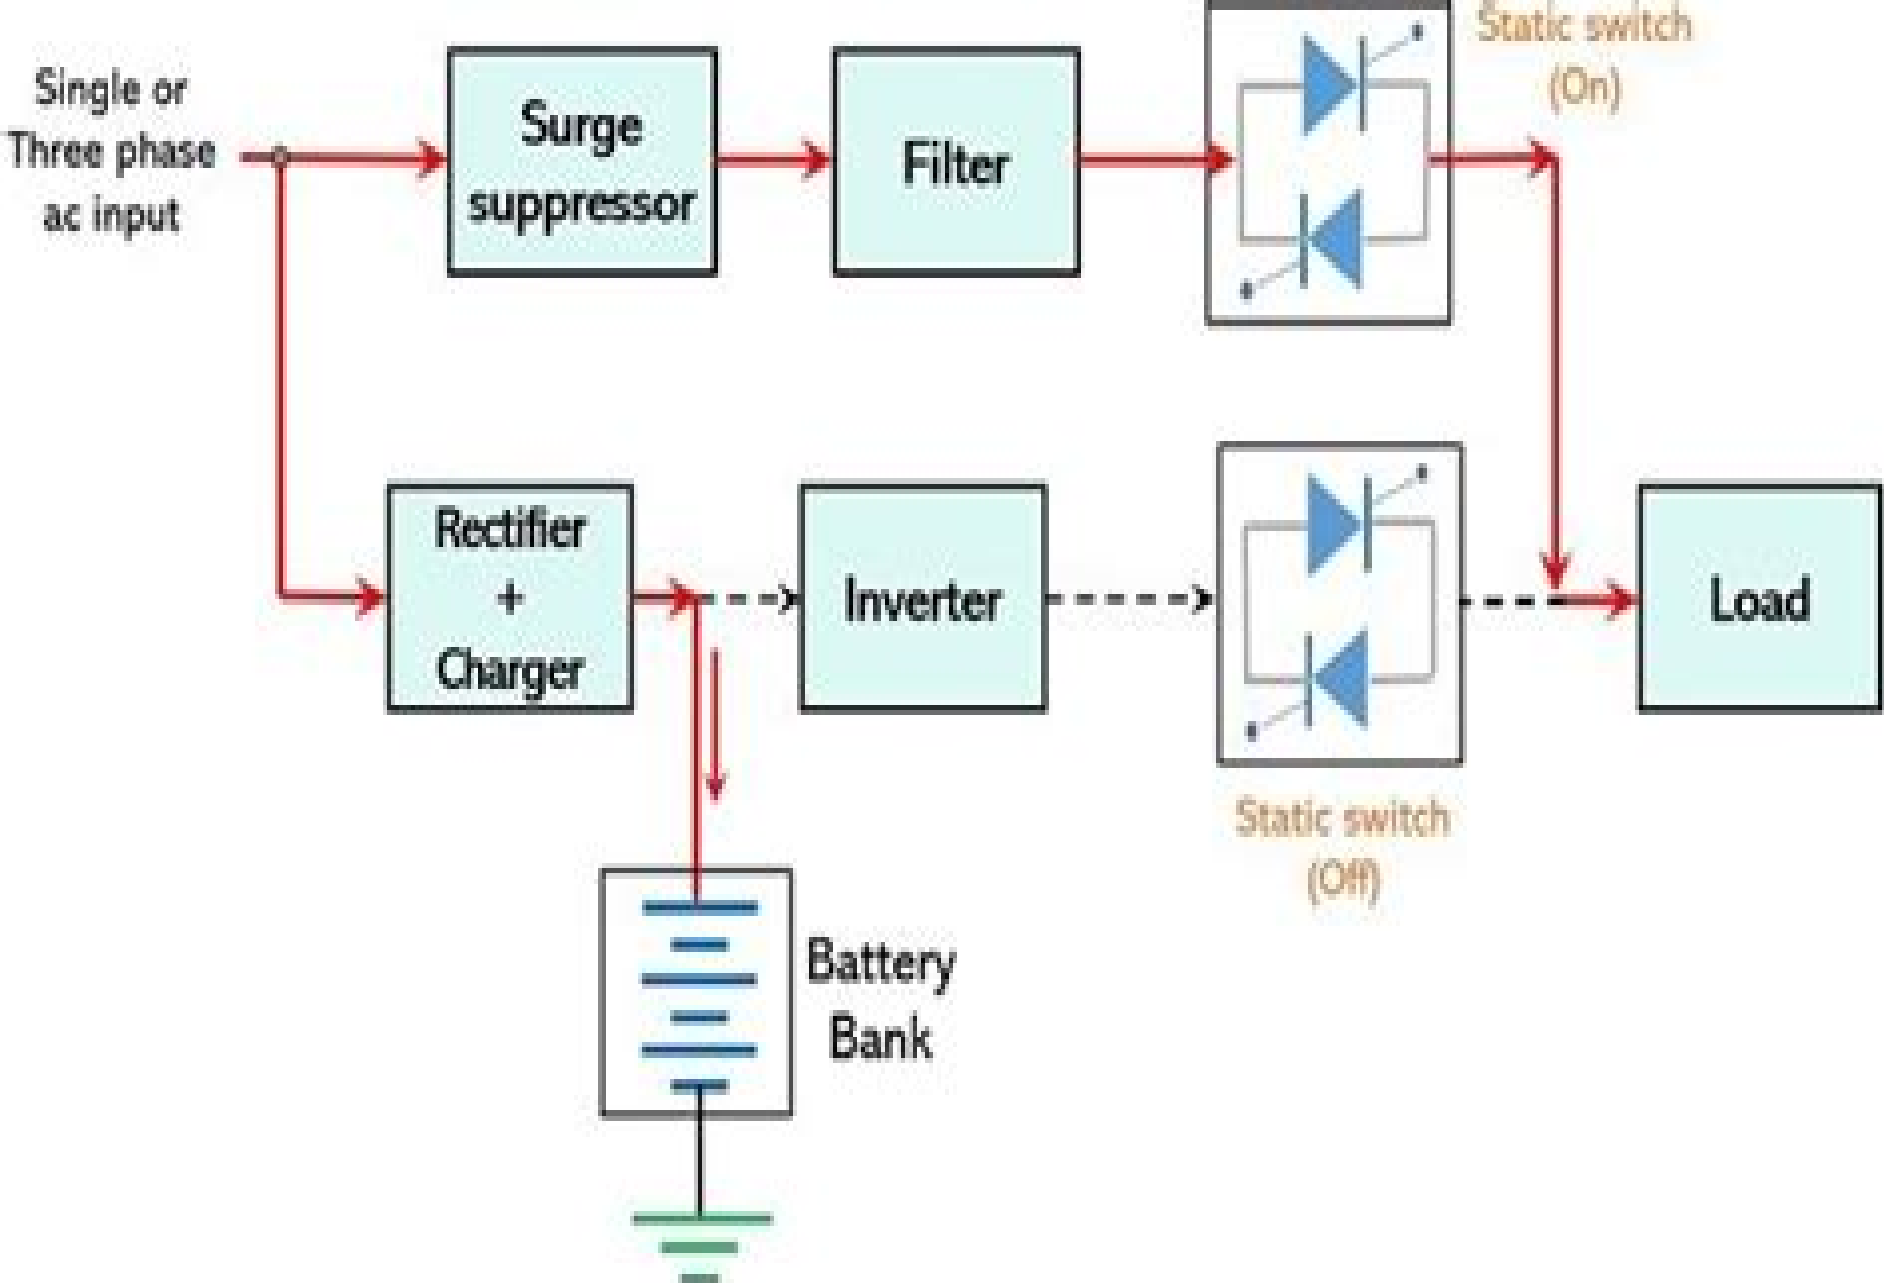 Static switch
(On)
Single or
Three phase
ac input
Surge
suppressor
Filter
Rectifier
+
Charger
Inverter
Load
Static switch
(Off)
Battery
Bank